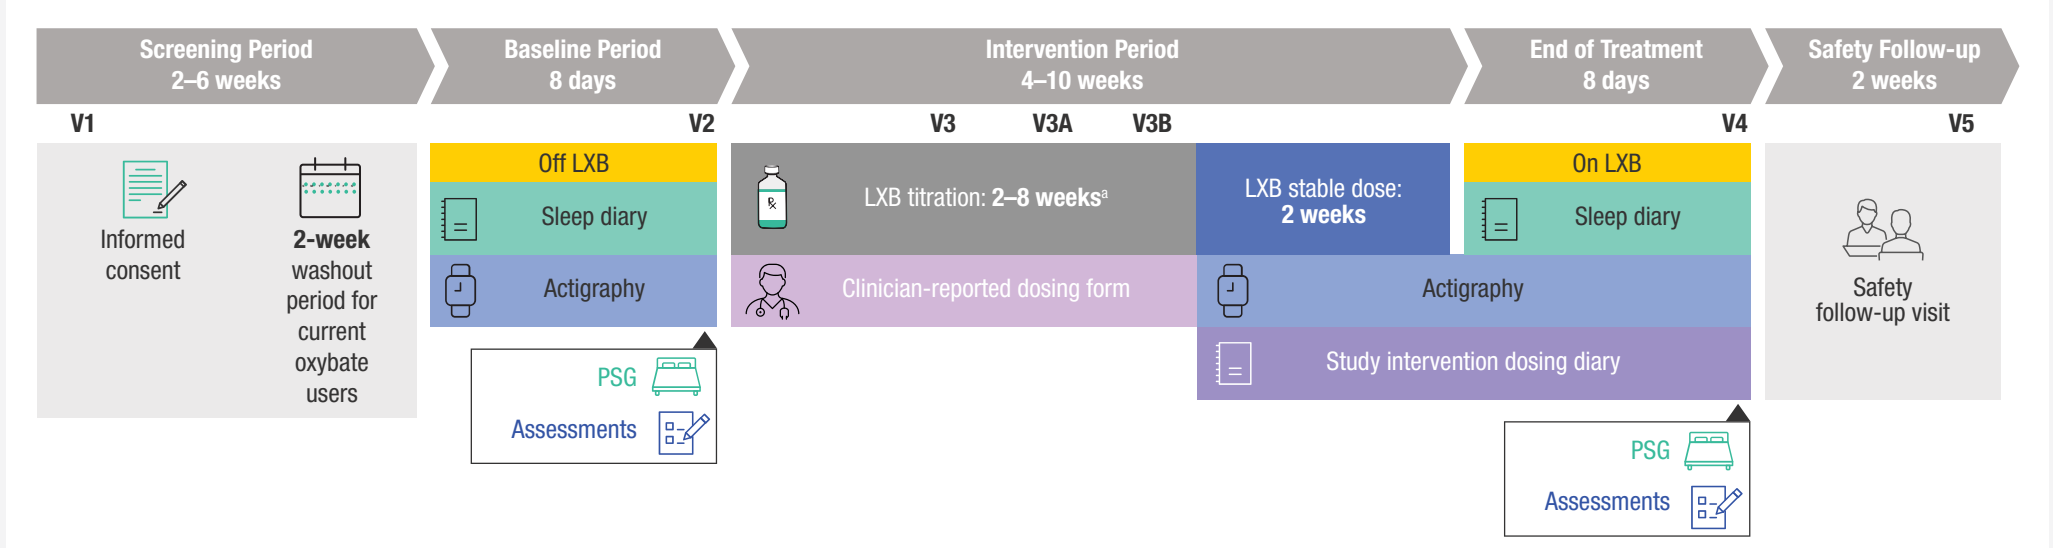 Screening Period
2–6 weeks
Baseline Period
8 days
Intervention Period
4–10 weeks
End of Treatment
8 days
Safety Follow-up
2 weeks
V1
V2
V3
V3A
V3B
V4
V5
Informed
consent
2-week
washout
period for
current
oxybate
users
Off LXB
Sleep diary
Actigraphy
PSG
Assessments
Rx
LXB titration: 2–8 weeksᵃ
Clinician-reported dosing form
LXB stable dose:
2 weeks
On LXB
Sleep diary
Actigraphy
Study intervention dosing diary
PSG
Assessments
Safety
follow-up visit